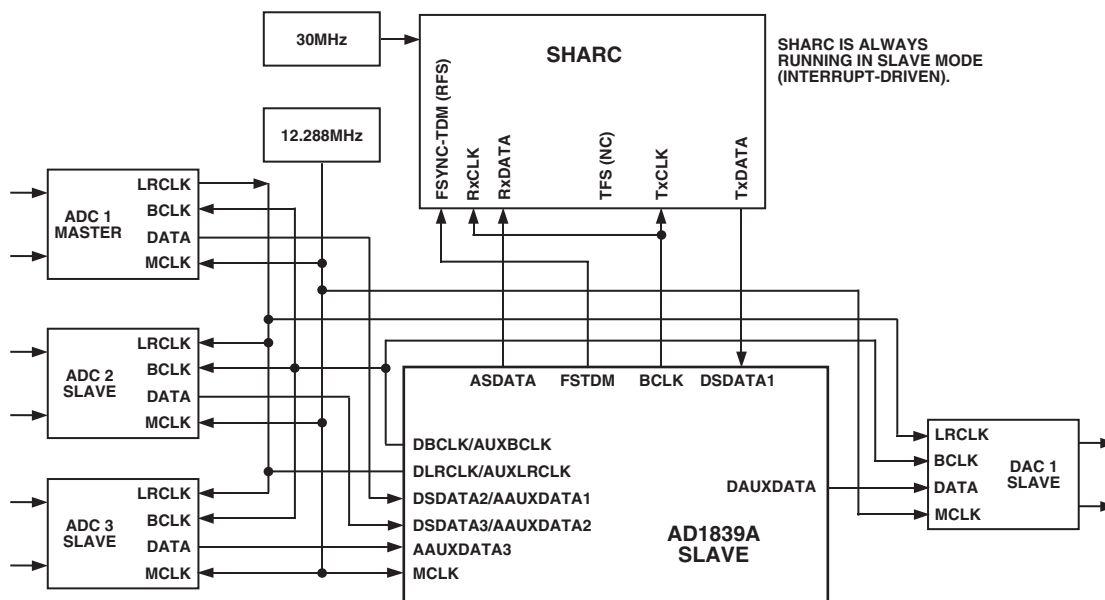 30MHz
SHARC
SHARC IS ALWAYS
RUNNING IN SLAVE MODE
(INTERRUPT-DRIVEN).
12.288MHz
FSYNC-TDM (RFS)
RxCLK
RxDATA
TFS (NC)
TxCLK
TxDATA
ADC 1
MASTER
LRCLK
BCLK
DATA
MCLK
ADC 2
SLAVE
LRCLK
BCLK
DATA
MCLK
ADC 3
SLAVE
LRCLK
BCLK
DATA
MCLK
ASDATA
FSTDM
BCLK
DSDATA1
DBCLK/AUXBCLK
DLRCLK/AUXLRCLK
DSDATA2/AAUXDATA1
DSDATA3/AAUXDATA2
AAUXDATA3
MCLK
DAUXDATA
AD1839A
SLAVE
LRCLK
BCLK
DATA
MCLK
DAC 1
SLAVE